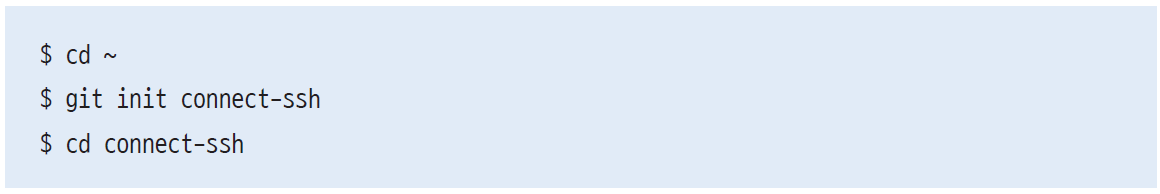 $ cd ~
$ git init connect-ssh
$ cd connect-ssh